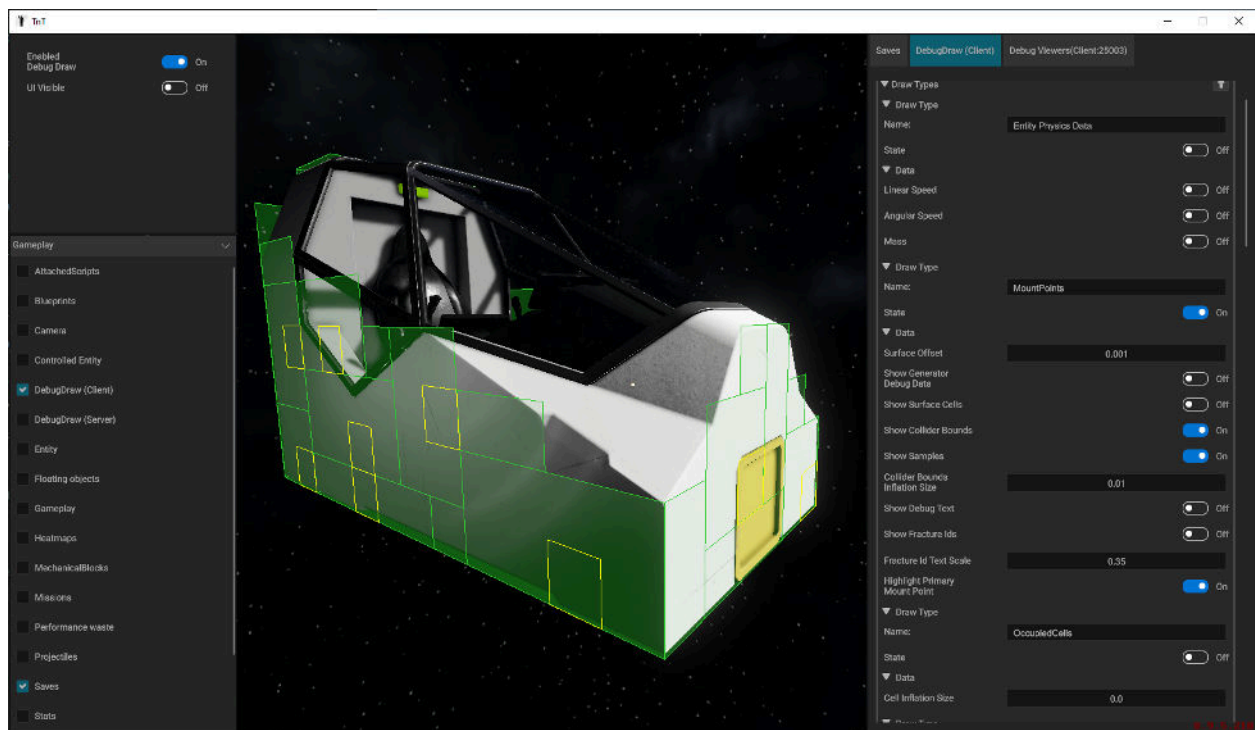 TnT
Enabled
Debug Draw
On
UI Visible
Off
Gameplay
AttachedScripts
Blueprints
Camera
Controlled Entity
DebugDraw (Client)
DebugDraw (Server)
Entity
Floating objects
Gameplay
Heatmaps
MechanicalBlocks
Missions
Performance waste
Projectiles
Saves
Stats
Saves
DebugDraw (Client)
Debug Viewers(Client:25003)
Draw Types
Draw Type
Name:
Entity Physics Data
State
Off
Data
Linear Speed
Off
Angular Speed
Off
Mass
Off
Draw Type
Name:
MountPoints
State
On
Data
Surface Offset
0.001
Show Generator
Debug Data
Off
Show Surface Cells
Off
Show Collider Bounds
On
Show Samples
On
Collider Bounds
Inflation Size
0.01
Show Debug Text
Off
Show Fracture Ids
Off
Fracture Id Text Scale
0.35
Highlight Primary
Mount Point
On
Draw Type
Name:
OccupiedCells
State
Off
Data
Cell Inflation Size
0.0
Draw Type